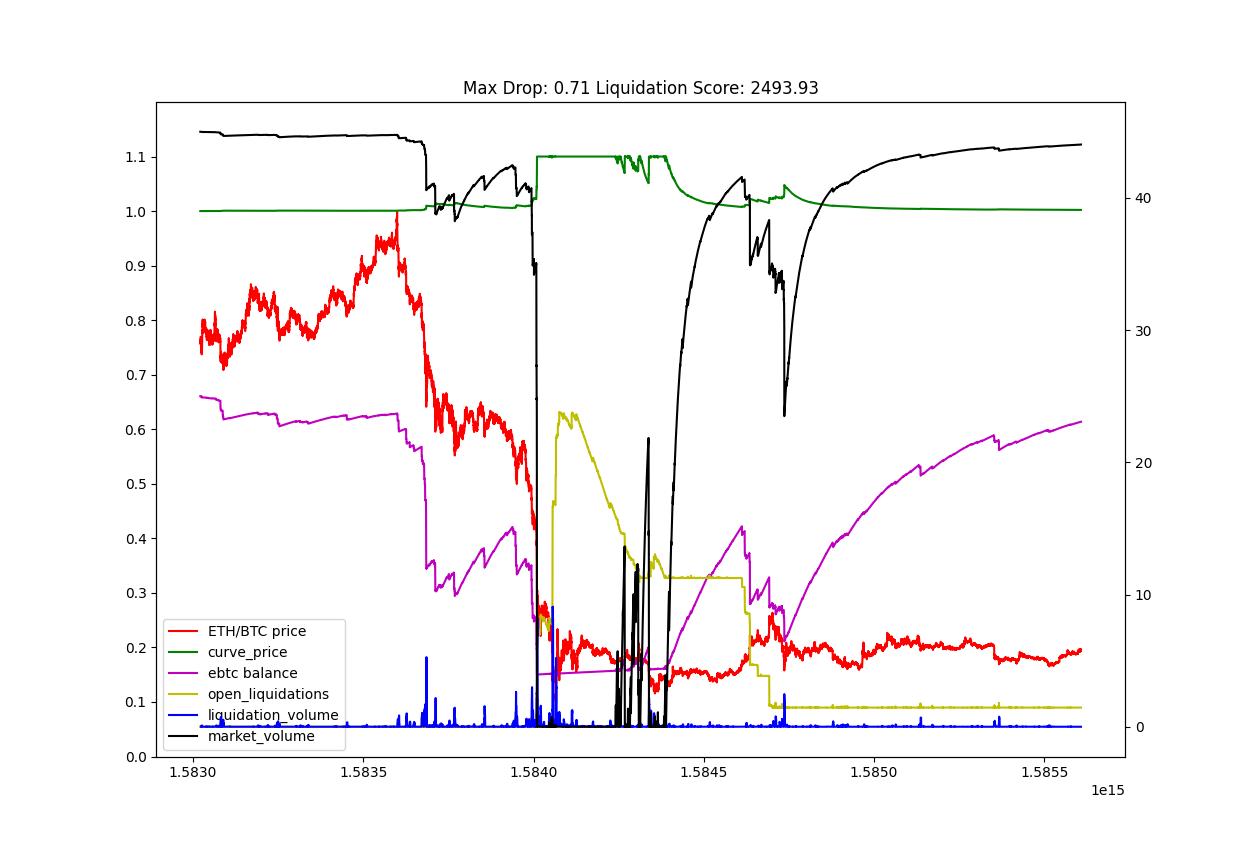 Max Drop: 0.71 Liquidation Score: 2493.93
1.1
1.0
0.9
0.8
0.7
0.6
0.5
0.4
0.3
0.2
0.1
0.0
40
30
20
10
0
ETH/BTC price
curve_price
ebtc balance
open_liquidations
liquidation_volume
market_volume
1.5830 1.5835 1.5840 1.5845 1.5850 1.5855
1e15